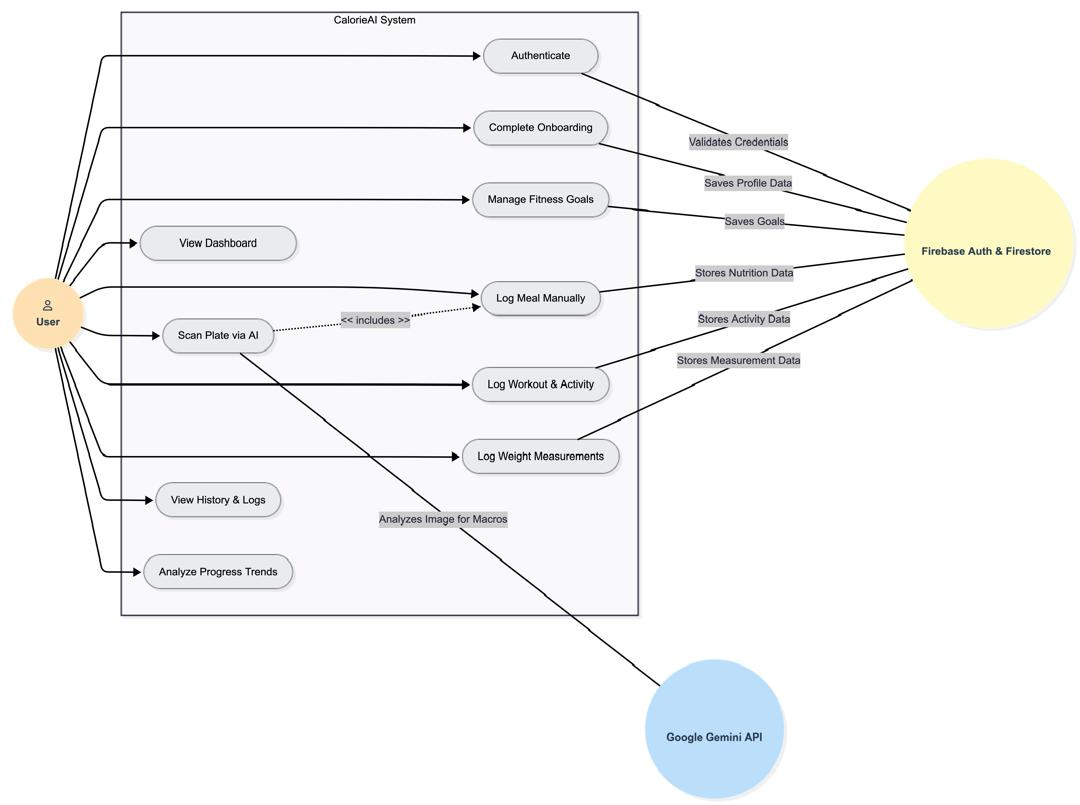 CalorieAI System
Authenticate
Validates Credentials
Complete Onboarding
Saves Profile Data
Manage Fitness Goals
Saves Goals
View Dashboard
Firebase Auth & Firestore
Stores Nutrition Data
Log Meal Manually
<< includes >>
User
Scan Plate via AI
Stores Activity Data
Stores Measurement Data
Log Workout & Activity
Log Weight Measurements
View History & Logs
Analyzes Image for Macros
Analyze Progress Trends
Google Gemini API